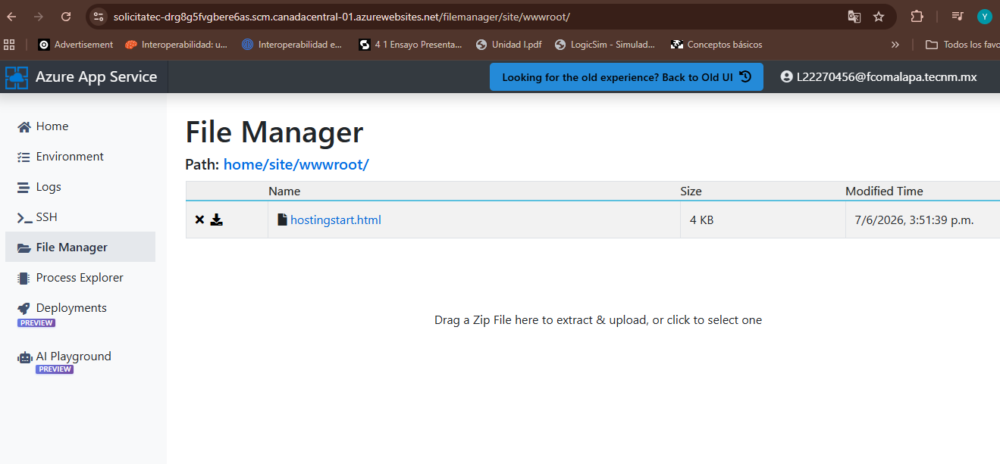 solicitatec-drg8g5fvgbere6as.scm.canadacentral-01.azurewebsites.net/filemanager/site/wwwroot/
Y
Advertisement
Interoperabilidad: u...
Interoperabilidad e...
4 1 Ensayo Presenta...
Unidad I.pdf
LogicSim - Simulad...
Conceptos básicos
»
Todos los favo
Azure App Service
Looking for the old experience? Back to Old UI
L22270456@fcomalapa.tecnm.mx
Home
Environment
Logs
SSH
File Manager
Process Explorer
Deployments
PREVIEW
AI Playground
PREVIEW
File Manager
Path: home/site/wwwroot/
Name Size Modified Time
hostingstart.html 4 KB 7/6/2026, 3:51:39 p.m.
Drag a Zip File here to extract & upload, or click to select one